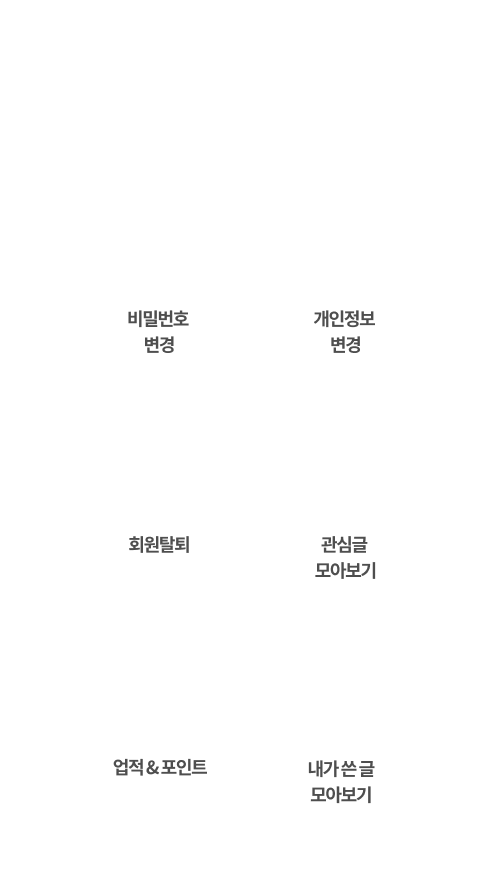 비밀번호
변경
개인정보
변경
회원탈퇴
관심글
모아보기
업적&포인트
내가 쓴 글
모아보기